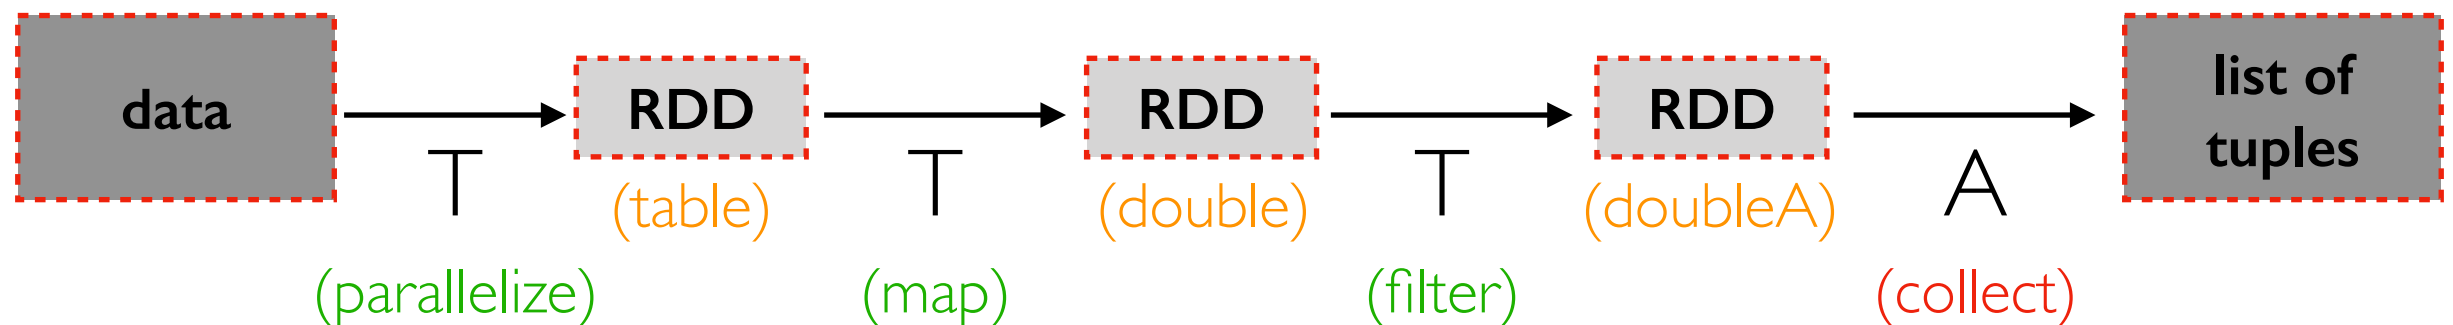 data
T
(parallelize)
RDD
(table)
T
(map)
RDD
(double)
T
(filter)
RDD
(doubleA)
A
(collect)
list of
tuples